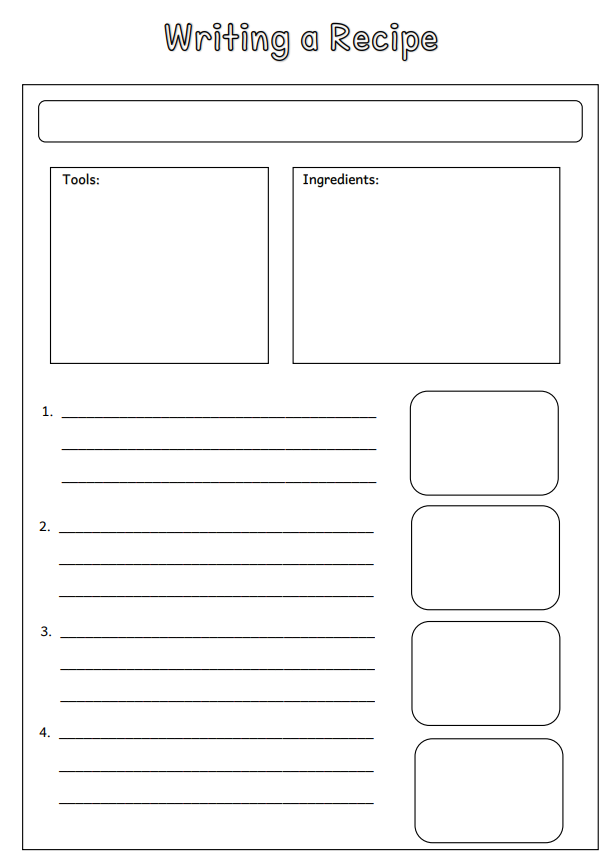 Writing a Recipe
Tools:
Ingredients:
1.
2.
3.
4.